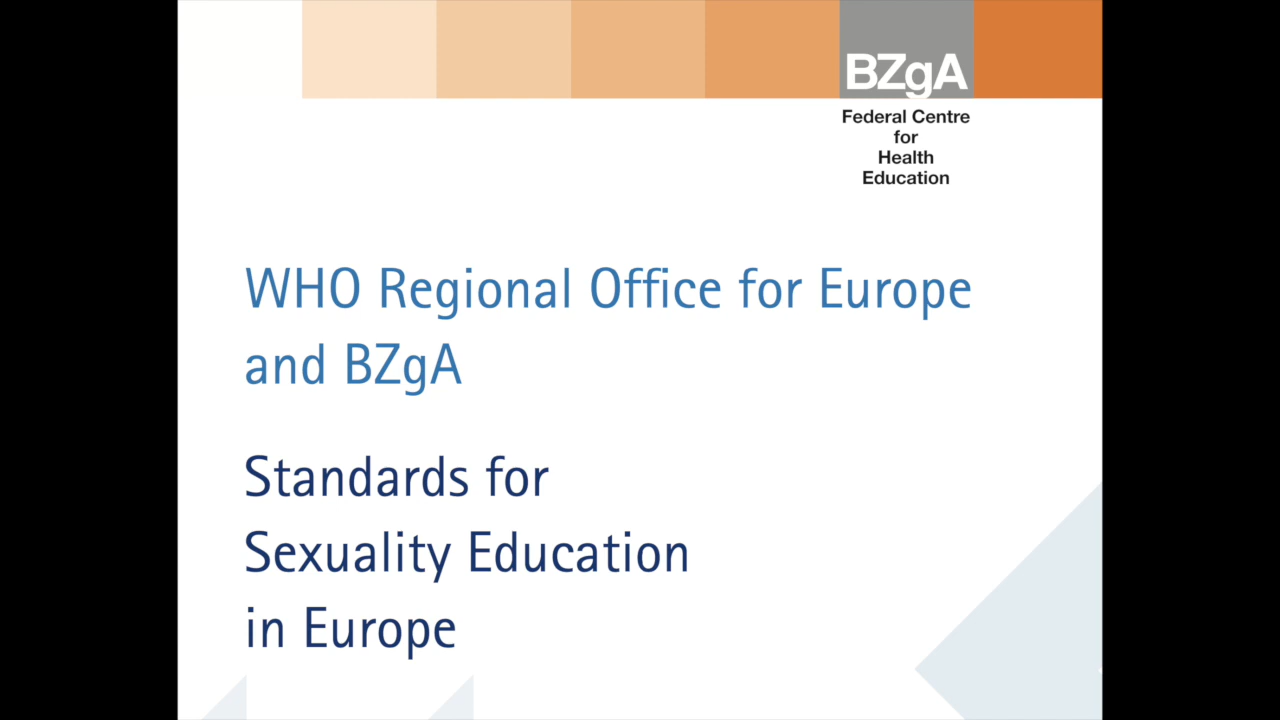 BZgA
Federal Centre
for
Health
Education
WHO Regional Office for Europe
and BZgA
Standards for
Sexuality Education
in Europe